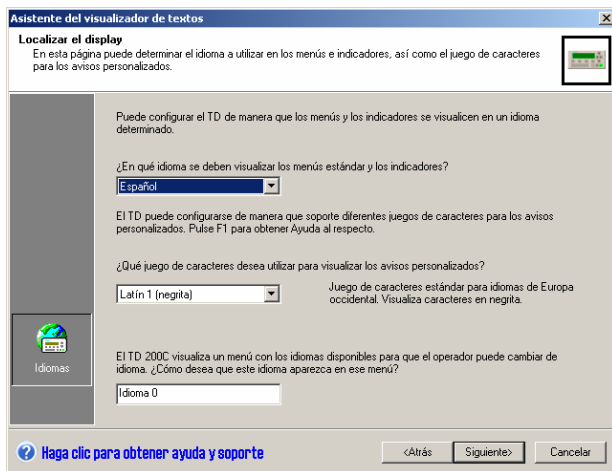 Asistente del visualizador de textos
Localizar el display
En esta página puede determinar el idioma a utilizar en los menús e indicadores, así como el juego de caracteres
para los avisos personalizados.
Puede configurar el TD de manera que los menús y los indicadores se visualicen en un idioma
determinado.
¿En qué idioma se deben visualizar los menús estándar y los indicadores?
Español
El TD puede configurarse de manera que soporte diferentes juegos de caracteres para los avisos
personalizados. Pulse F1 para obtener Ayuda al respecto.
¿Qué juego de caracteres desea utilizar para visualizar los avisos personalizados?
Latín 1 (negrita)
Juego de caracteres estándar para idiomas de Europa
occidental. Visualiza caracteres en negrita.
Idiomas
El TD 200C visualiza un menú con los idiomas disponibles para que el operador puede cambiar de
idioma. ¿Cómo desea que este idioma aparezca en ese menú?
Idioma 0
Haga clic para obtener ayuda y soporte
<Atrás
Siguiente>
Cancelar